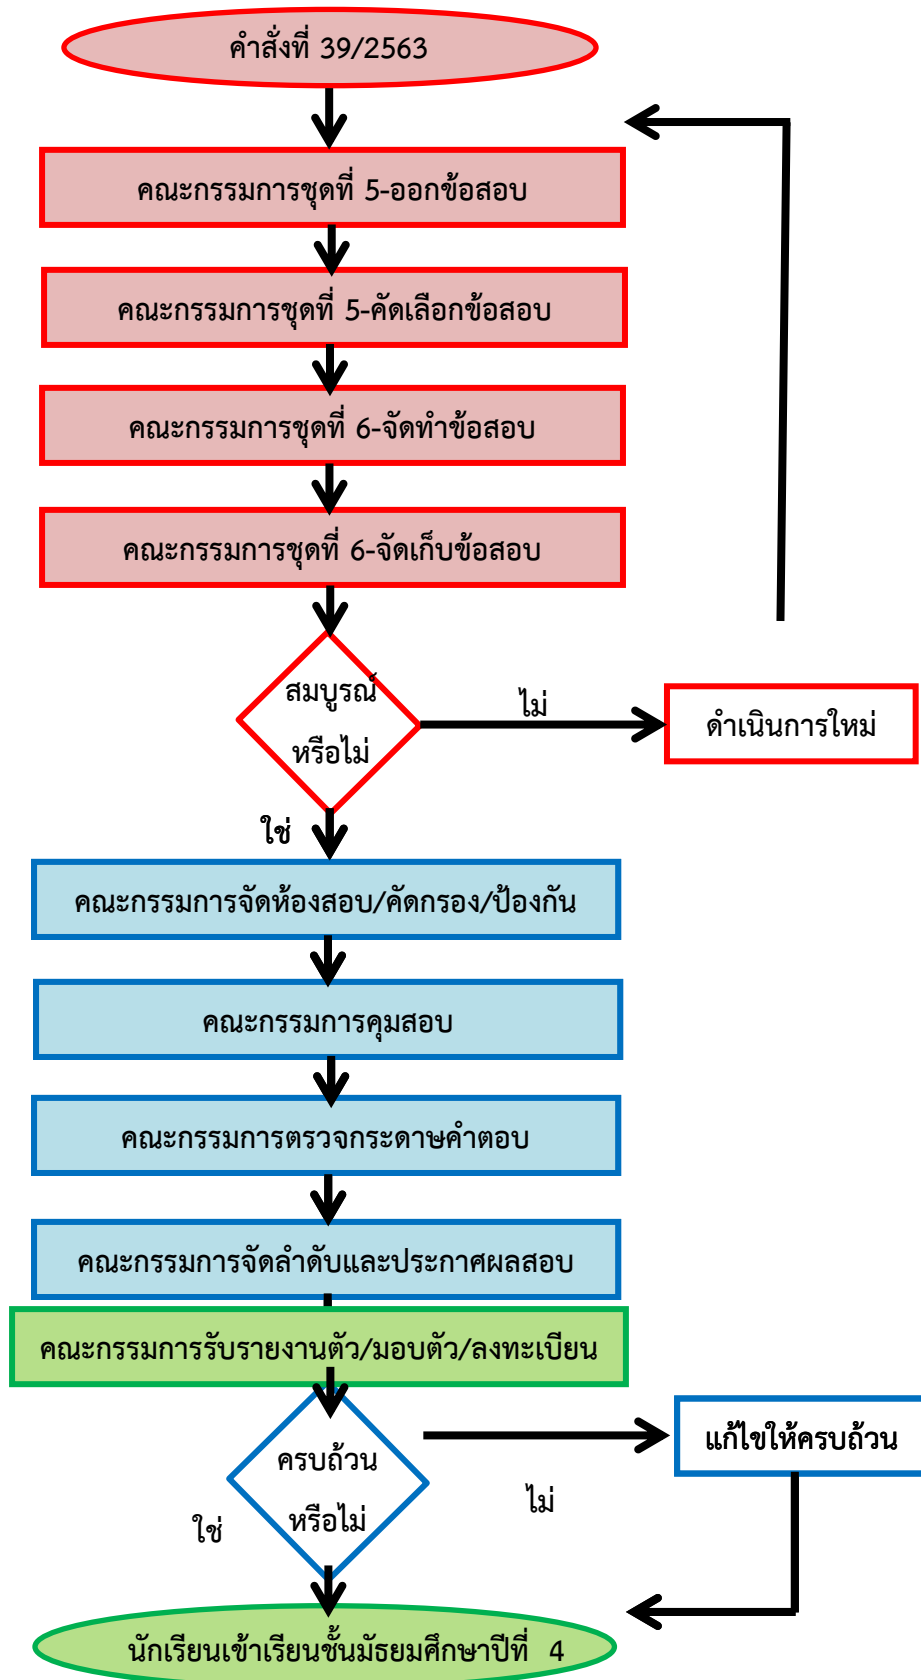 คำสั่งที่ 39/2563
คณะกรรมการชุดที่ 5-ออกข้อสอบ
คณะกรรมการชุดที่ 5-คัดเลือกข้อสอบ
คณะกรรมการชุดที่ 6-จัดทำข้อสอบ
คณะกรรมการชุดที่ 6-จัดเก็บข้อสอบ
สมบูรณ์
หรือไม่
ไม่
ดำเนินการใหม่
ใช่
คณะกรรมการจัดห้องสอบ/คัดกรอง/ป้องกัน
คณะกรรมการคุมสอบ
คณะกรรมการตรวจกระดาษคำตอบ
คณะกรรมการจัดลำดับและประกาศผลสอบ
คณะกรรมการรับรายงานตัว/มอบตัว/ลงทะเบียน
ครบถ้วน
หรือไม่
ไม่
แก้ไขให้ครบถ้วน
ใช่
นักเรียนเข้าเรียนชั้นมัธยมศึกษาปีที่ 4